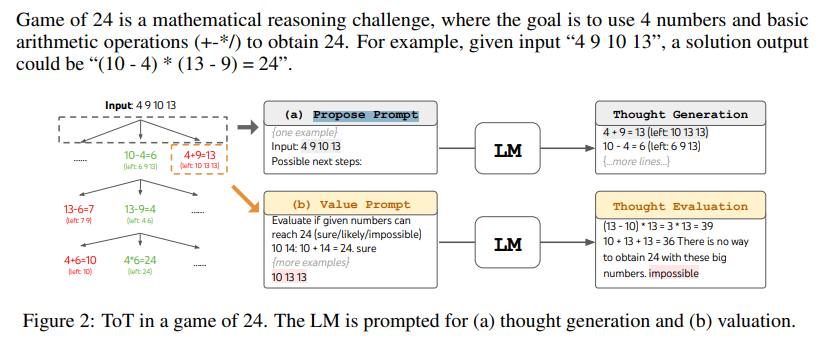 Game of 24 is a mathematical reasoning challenge, where the goal is to use 4 numbers and basic
arithmetic operations (+-*/) to obtain 24. For example, given input “4 9 10 13”, a solution output
could be “(10 - 4) * (13 - 9) = 24”.
Input: 4 9 10 13
......
10-4=6
(left: 6 9 13)
4+9=13
(left: 10 13 13)
13-6=7
(left: 7 9)
13-9=4
(left: 4 6)
......
4+6=10
(left: 10)
4*6=24
(left: 24)
......
(a) Propose Prompt
{one example}
Input: 4 9 10 13
Possible next steps:
LM
Thought Generation
4 + 9 = 13 (left: 10 13 13)
10 - 4 = 6 (left: 6 9 13)
{...more lines...}
(b) Value Prompt
Evaluate if given numbers can
reach 24 (sure/likely/impossible)
10 14: 10 + 14 = 24. sure
{more examples}
10 13 13
LM
Thought Evaluation
(13 - 10) * 13 = 3 * 13 = 39
10 + 13 + 13 = 36 There is no way
to obtain 24 with these big
numbers. impossible
Figure 2: ToT in a game of 24. The LM is prompted for (a) thought generation and (b) valuation.